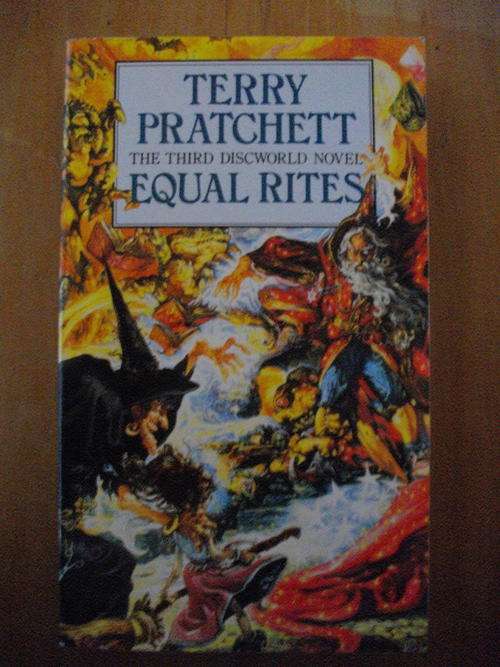 TERRY
PRATCHETT
THE THIRD DISCWORLD NOVEL
EQUAL RITES